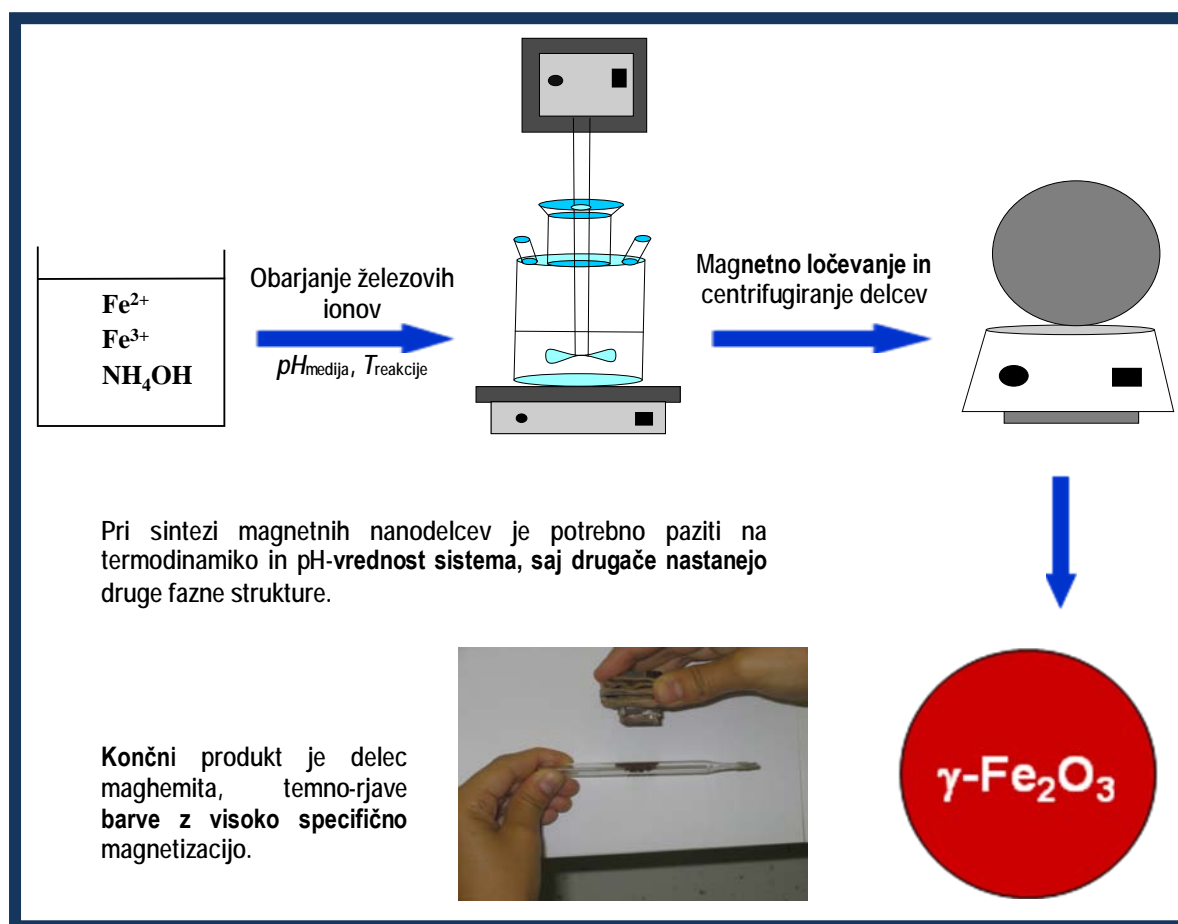 Fe²⁺
Fe³⁺
NH₄OH
Obarjanje železovih
ionov
pHmedija, Treakcije
Magnetno ločevanje in
centrifugiranje delcev
Pri sintezi magnetnih nanodelcev je potrebno paziti na
termodinamiko in pH-vrednost sistema, saj drugače nastanejo
druge fazne strukture.
Končni produkt je delec
maghemita, temno-rjave
barve z visoko specifično
magnetizacijo.
γ-Fe₂O₃